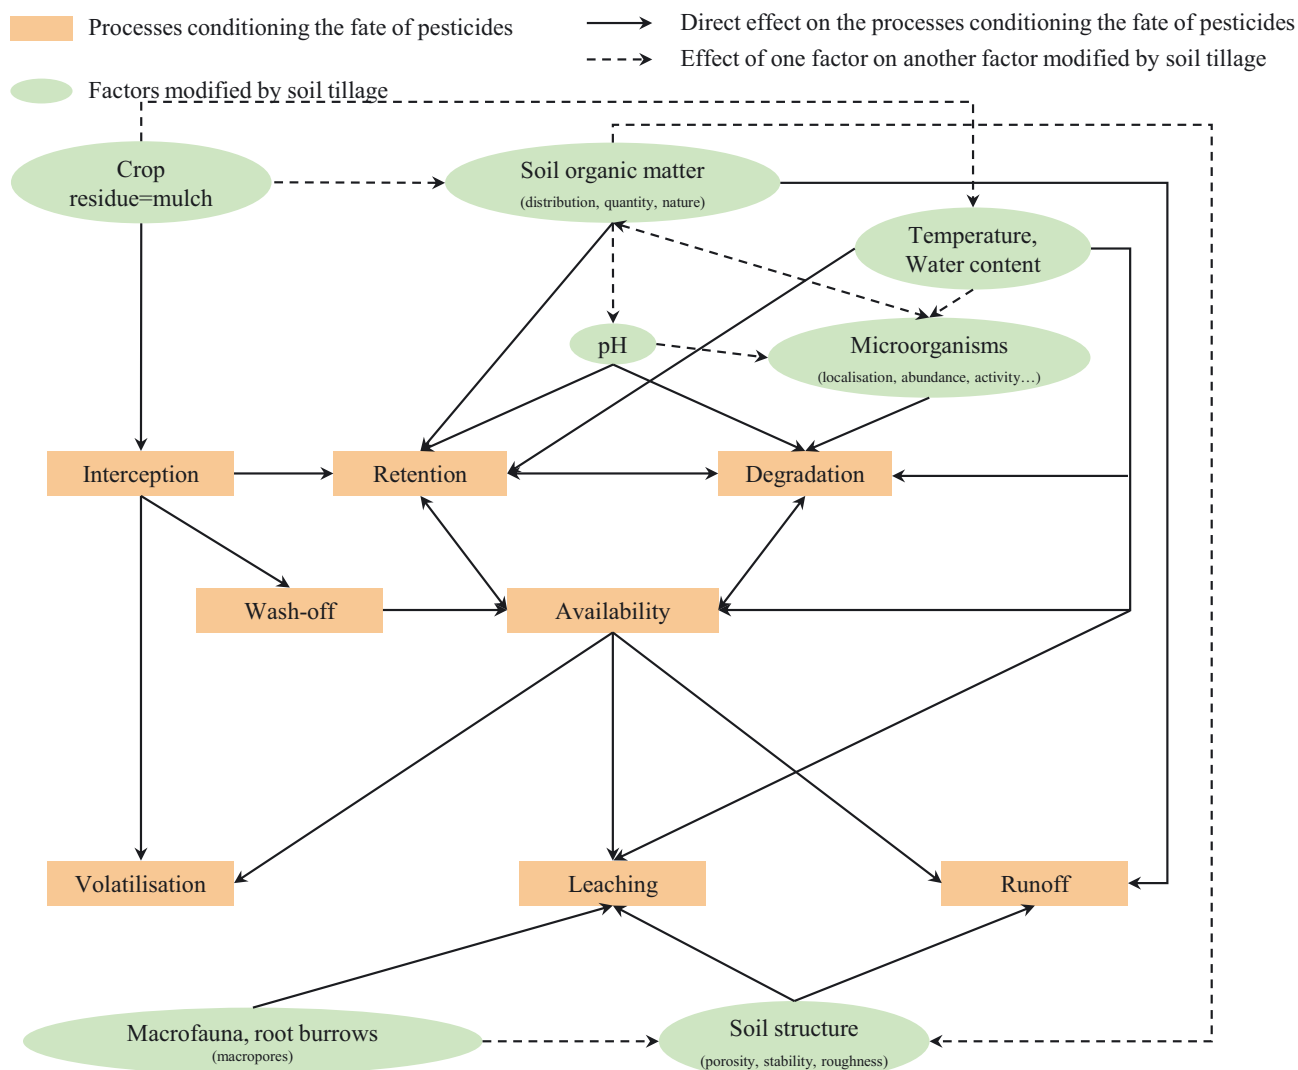 Processes conditioning the fate of pesticides
Direct effect on the processes conditioning the fate of pesticides
Effect of one factor on another factor modified by soil tillage
Factors modified by soil tillage
Crop
residue=mulch
Soil organic matter
(distribution, quantity, nature)
Temperature,
Water content
pH
Microorganisms
(localisation, abundance, activity…)
Interception
Retention
Degradation
Wash-off
Availability
Volatilisation
Leaching
Runoff
Macrofauna, root burrows
(macropores)
Soil structure
(porosity, stability, roughness)